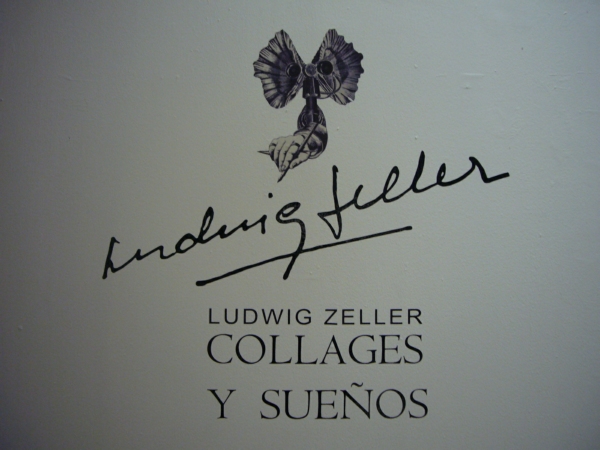 Ludwig Zeller
LUDWIG ZELLER
COLLAGES
Y SUEÑOS